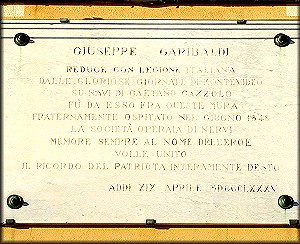 GIUSEPPE GARIBALDI
REDUCE CON LEGIONE ITALIANA
DALLE GLORIOSE GIORNATE DI MONTEVIDEO
SU NAVI DI GAETANO GAZZOLO
FU DA ESSO FRA QUESTE MURA
FRATERNAMENTE OSPITATO NEL GIUGNO 1848
LA SOCIETÀ OPERAIA DI NERVI
MEMORE SEMPRE AL NOME DELL'EROE
VOLLE UNITO
IL RICORDO DEL PATRIOTA INTERAMENTE DESTO
ADDI XIX APRILE